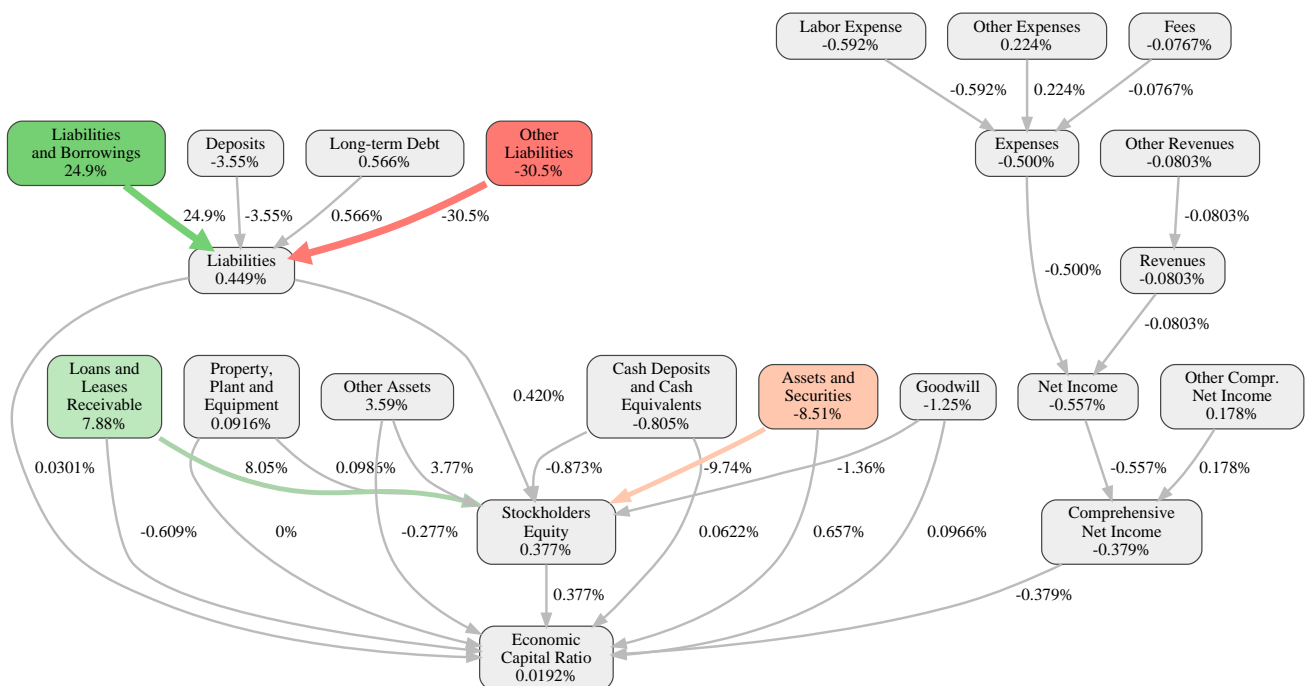 Labor Expense
-0.592%
Other Expenses
0.224%
Fees
-0.0767%
-0.592%
0.224%
-0.0767%
Liabilities
and Borrowings
24.9%
Deposits
-3.55%
Long-term Debt
0.566%
Other
Liabilities
-30.5%
Expenses
-0.500%
Other Revenues
-0.0803%
24.9%
-3.55%
0.566%
-30.5%
-0.0803%
Liabilities
0.449%
-0.500%
Revenues
-0.0803%
-0.0803%
Loans and
Leases
Receivable
7.88%
Property,
Plant and
Equipment
0.0916%
Other Assets
3.59%
0.420%
Cash Deposits
and Cash
Equivalents
-0.805%
Assets and
Securities
-8.51%
Goodwill
-1.25%
Net Income
-0.557%
Other Compr.
Net Income
0.178%
0.0301%
8.05%
0.0985%
3.77%
-0.873%
-9.74%
-1.36%
-0.557%
0.178%
-0.609%
0%
-0.277%
Stockholders
Equity
0.377%
0.0622%
0.657%
0.0966%
Comprehensive
Net Income
-0.379%
0.377%
-0.379%
Economic
Capital Ratio
0.0192%